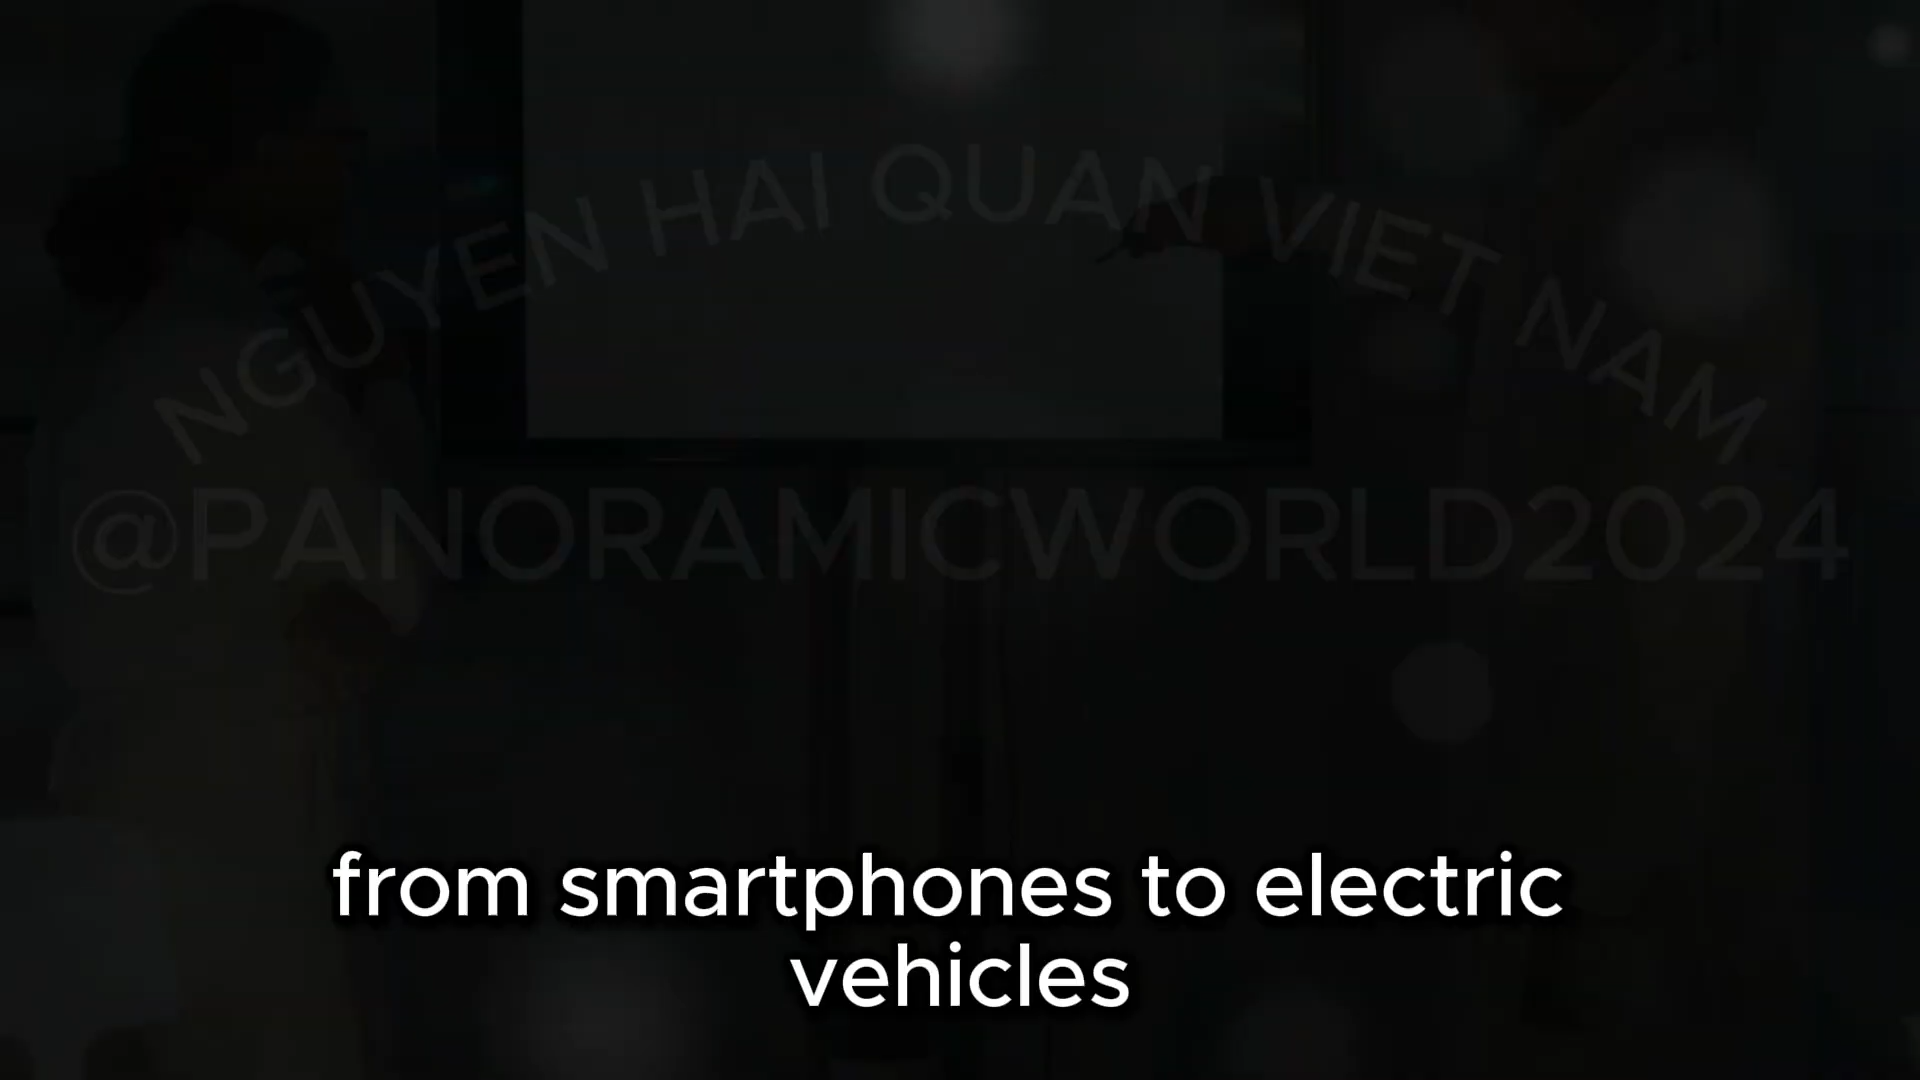 NGUYEN HAI QUAN VIET NAM
@PANORAMICWORLD2024
from smartphones to electric
vehicles